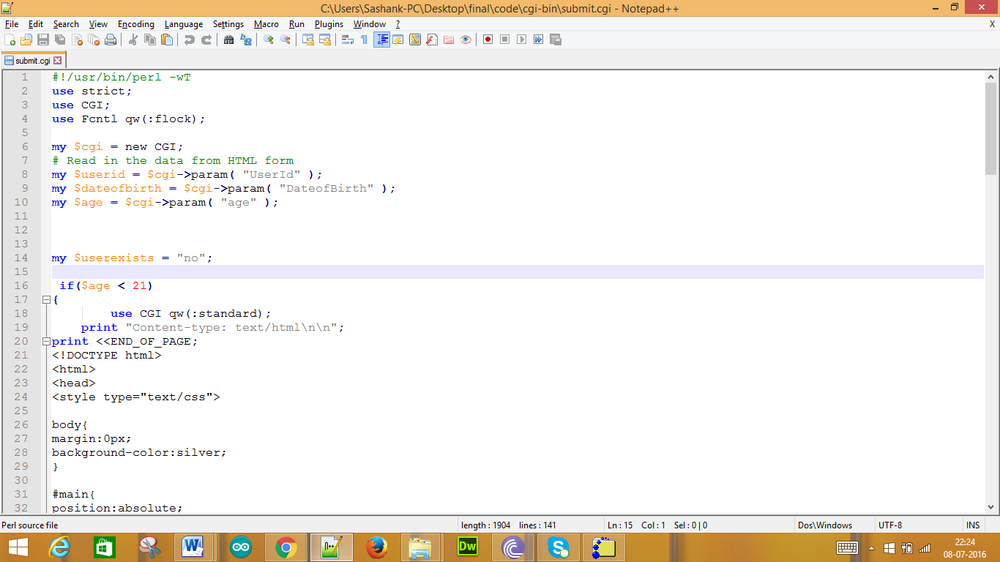 C:\Users\Sashank-PC\Desktop\final\code\cgi-bin\submit.cgi - Notepad++
File Edit Search View Encoding Language Settings Macro Run Plugins Window ? X
submit.cgi
1 #!/usr/bin/perl -wT
2 use strict;
3 use CGI;
4 use Fcntl qw(:flock);
5
6 my $cgi = new CGI;
7 # Read in the data from HTML form
8 my $userid = $cgi->param( "UserId" );
9 my $dateofbirth = $cgi->param( "DateofBirth" );
10 my $age = $cgi->param( "age" );
11
12
13
14 my $userexists = "no";
15
16 if($age < 21)
17 {
18 use CGI qw(:standard);
19 print "Content-type: text/html\n\n";
20 print <<END_OF_PAGE;
21 <!DOCTYPE html>
22 <html>
23 <head>
24 <style type="text/css">
25
26 body{
27 margin:0px;
28 background-color:silver;
29 }
30
31 #main{
32 position:absolute;
Perl source file length : 1904 lines : 141 Ln : 15 Col : 1 Sel : 0 | 0 Dos\Windows UTF-8 INS
W N++ Dw S
22:24
08-07-2016